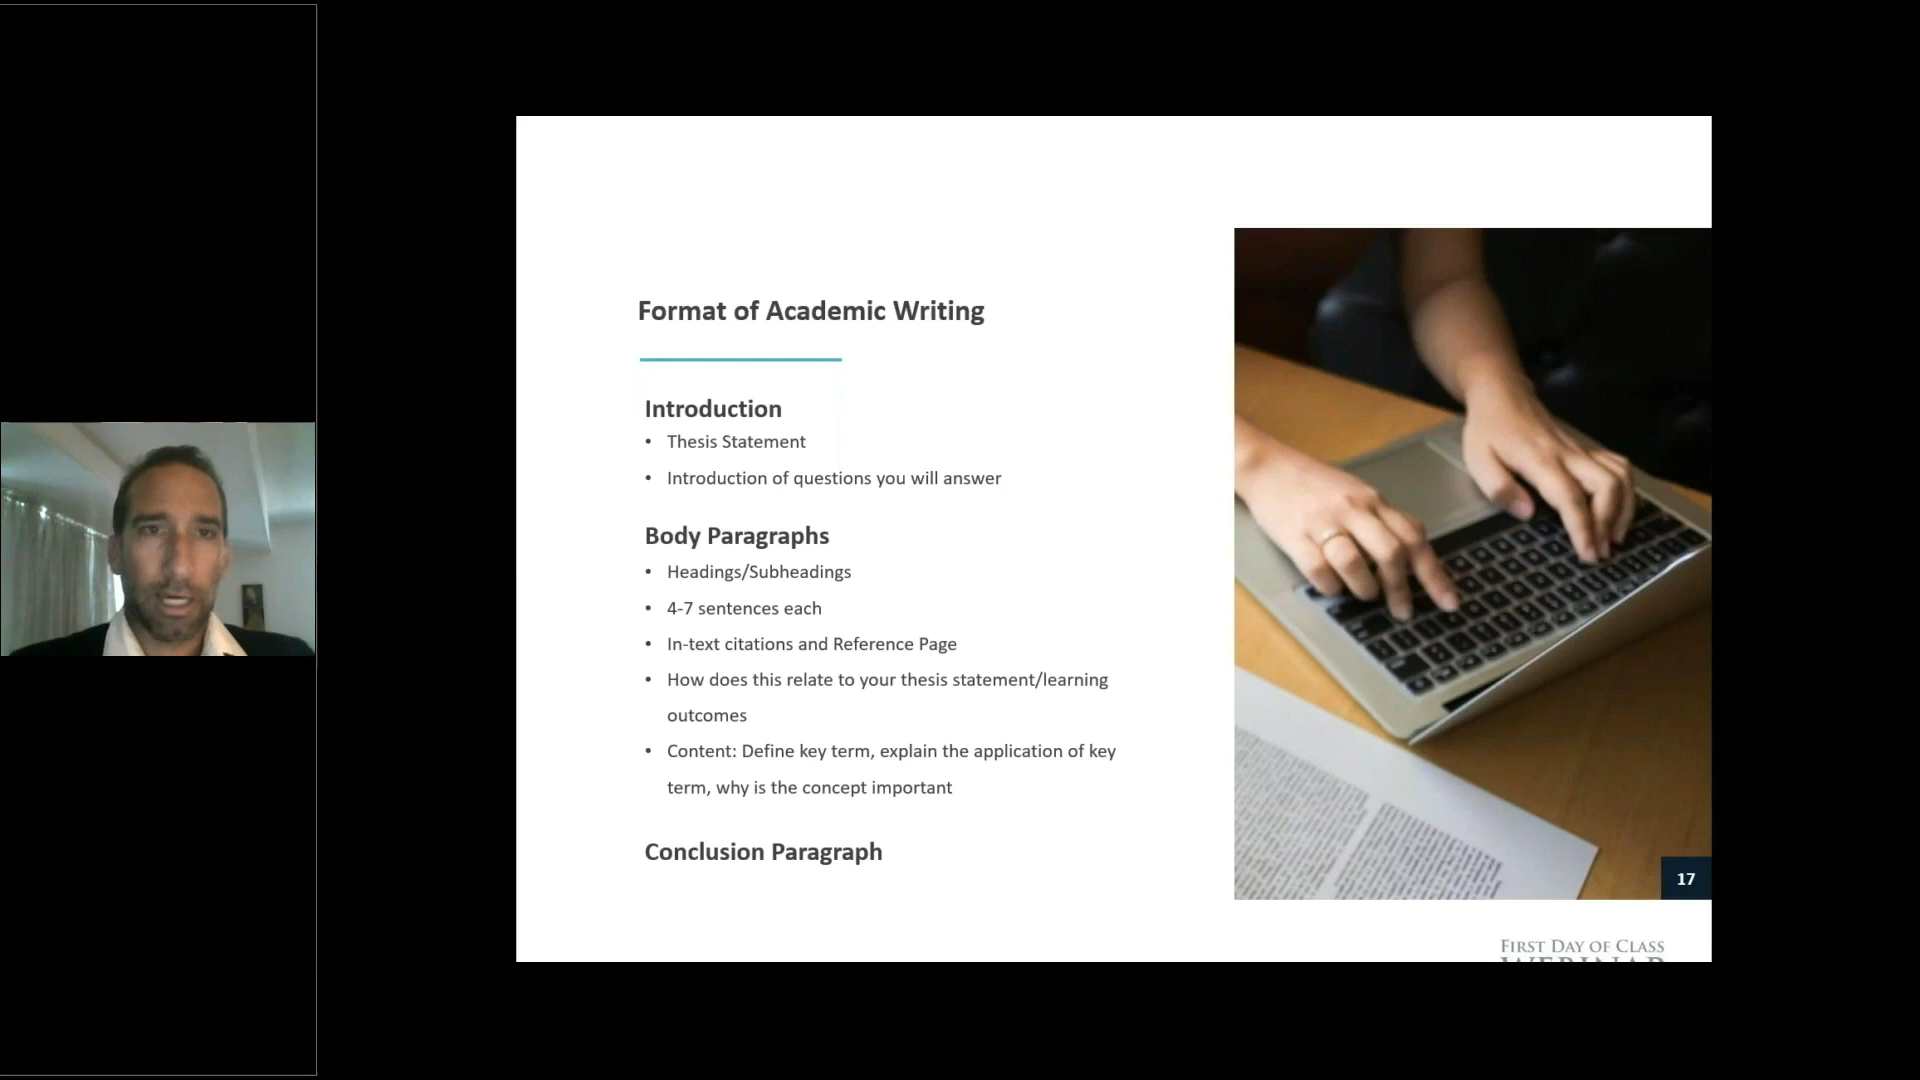 Format of Academic Writing
Introduction
• Thesis Statement
• Introduction of questions you will answer
Body Paragraphs
• Headings/Subheadings
• 4-7 sentences each
• In-text citations and Reference Page
• How does this relate to your thesis statement/learning
outcomes
• Content: Define key term, explain the application of key
term, why is the concept important
Conclusion Paragraph
17
FIRST DAY OF CLASS
WEBINAR